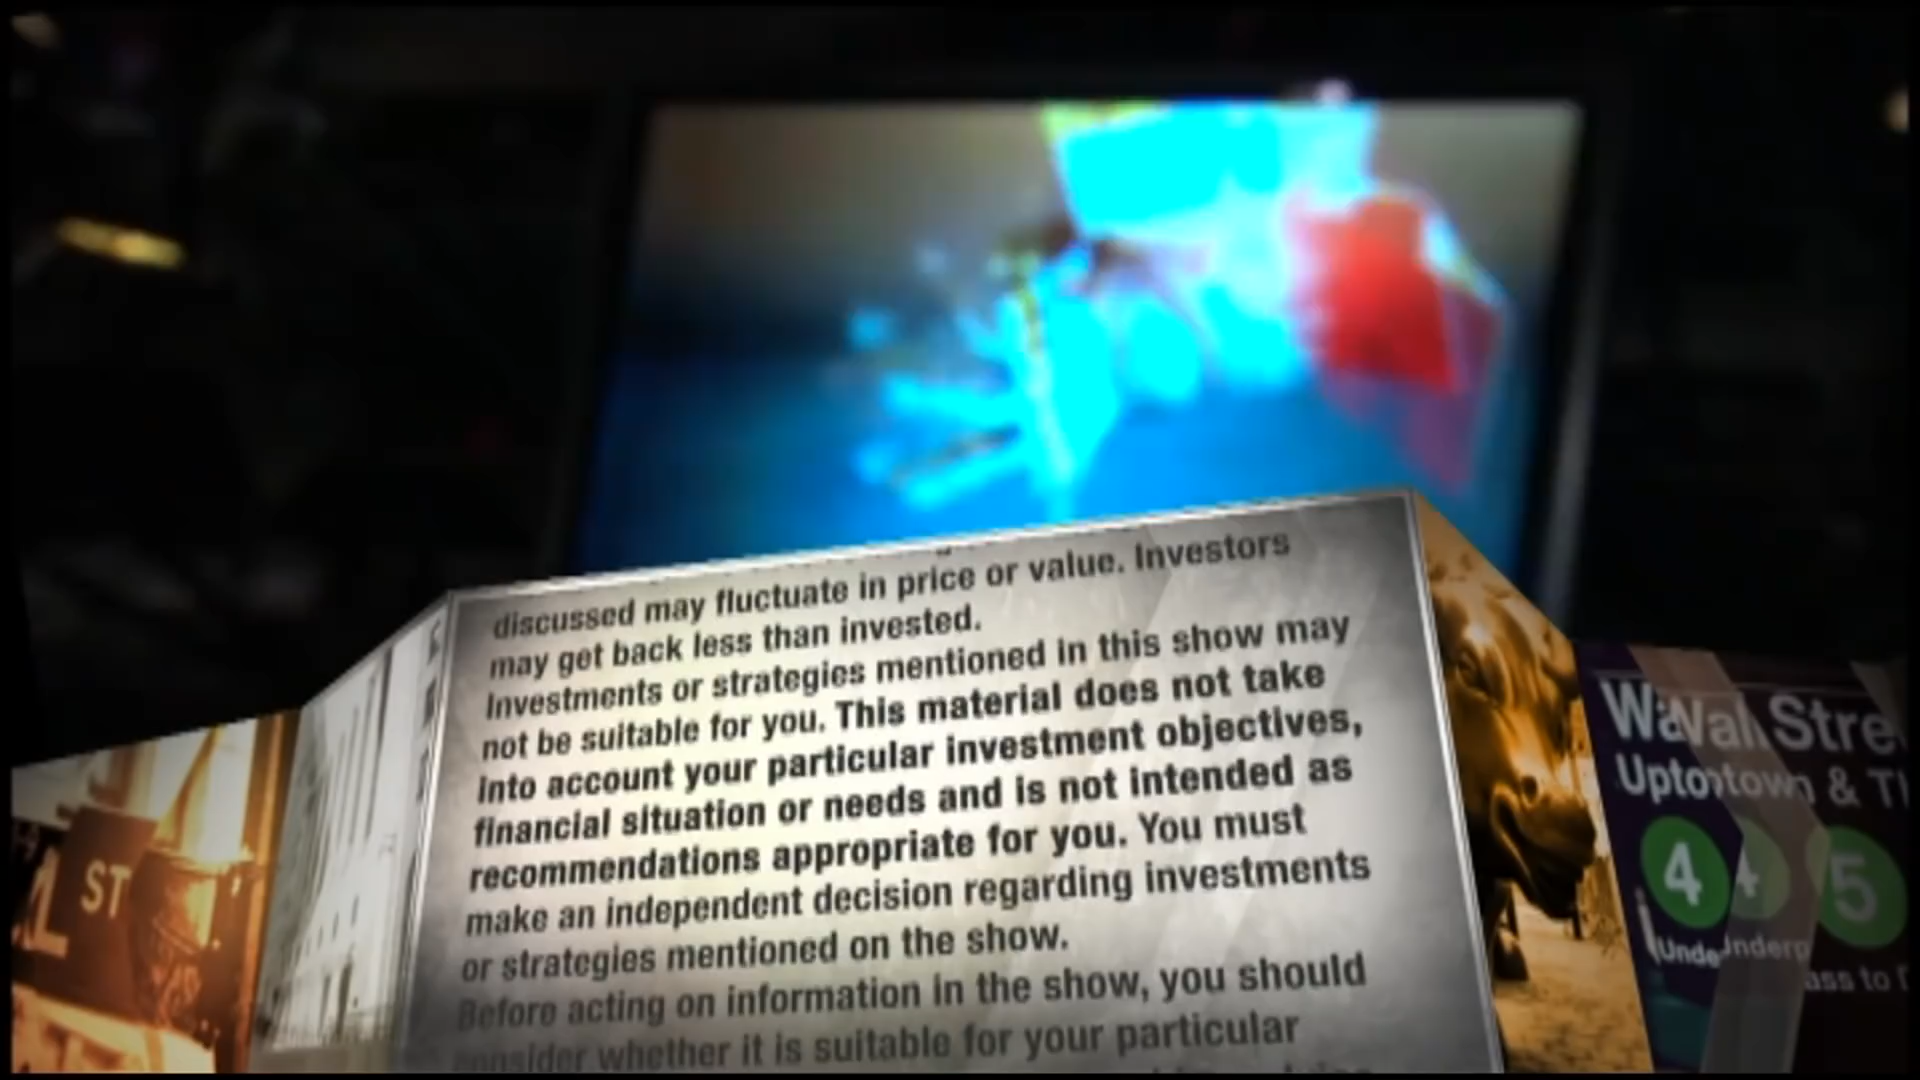 discussed may fluctuate in price or value. Investors
may get back less than invested.
Investments or strategies mentioned in this show may
not be suitable for you. This material does not take
into account your particular investment objectives,
financial situation or needs and is not intended as
recommendations appropriate for you. You must
make an independent decision regarding investments
or strategies mentioned on the show.
Before acting on information in the show, you should
consider whether it is suitable for your particular
ST
Wall Stre
Uptown & T
4 5